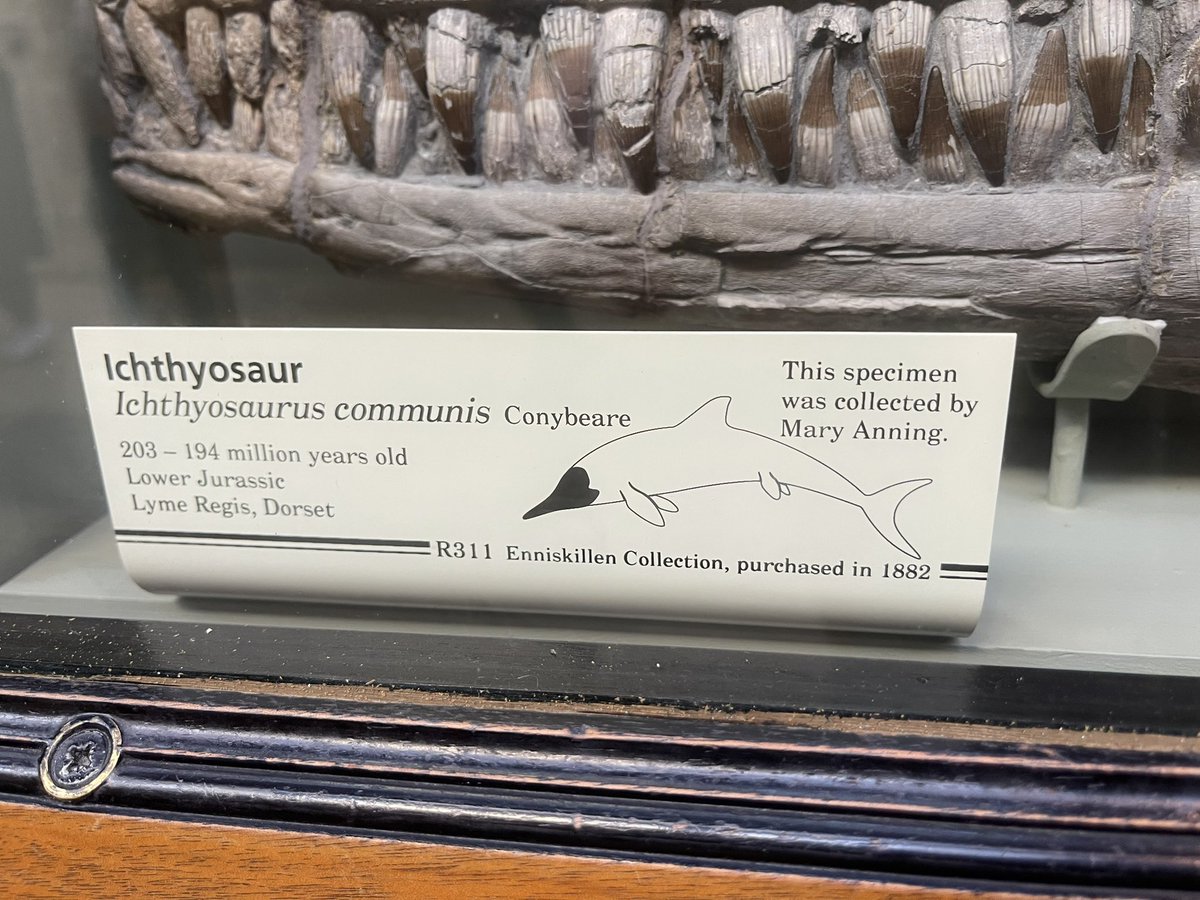 Ichthyosaur
Ichthyosaurus communis Conybeare
203 – 194 million years old
Lower Jurassic
Lyme Regis, Dorset
This specimen
was collected by
Mary Anning.
R311 Enniskillen Collection, purchased in 1882